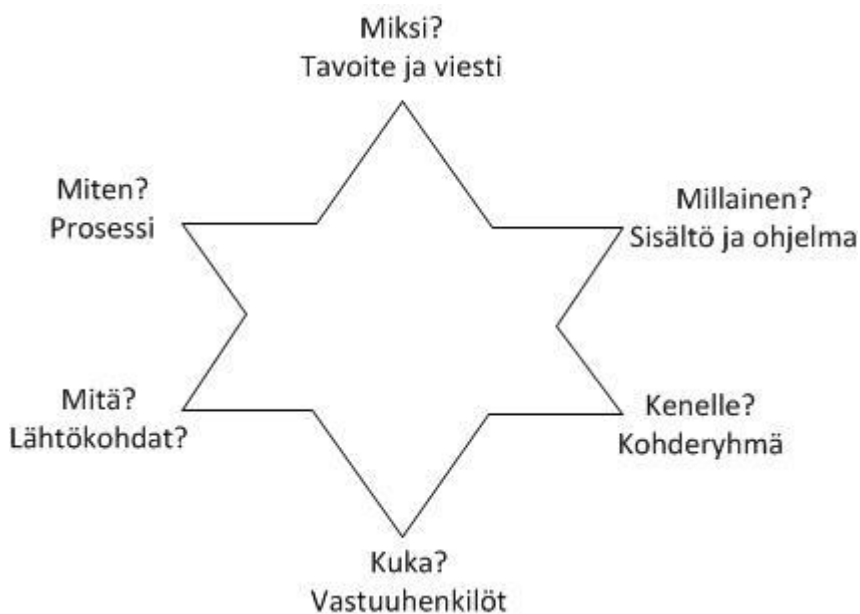 Miksi?
Tavoite ja viesti
Miten?
Prosessi
Millainen?
Sisältö ja ohjelma
Mitä?
Lähtökohdat?
Kenelle?
Kohderyhmä
Kuka?
Vastuuhenkilöt